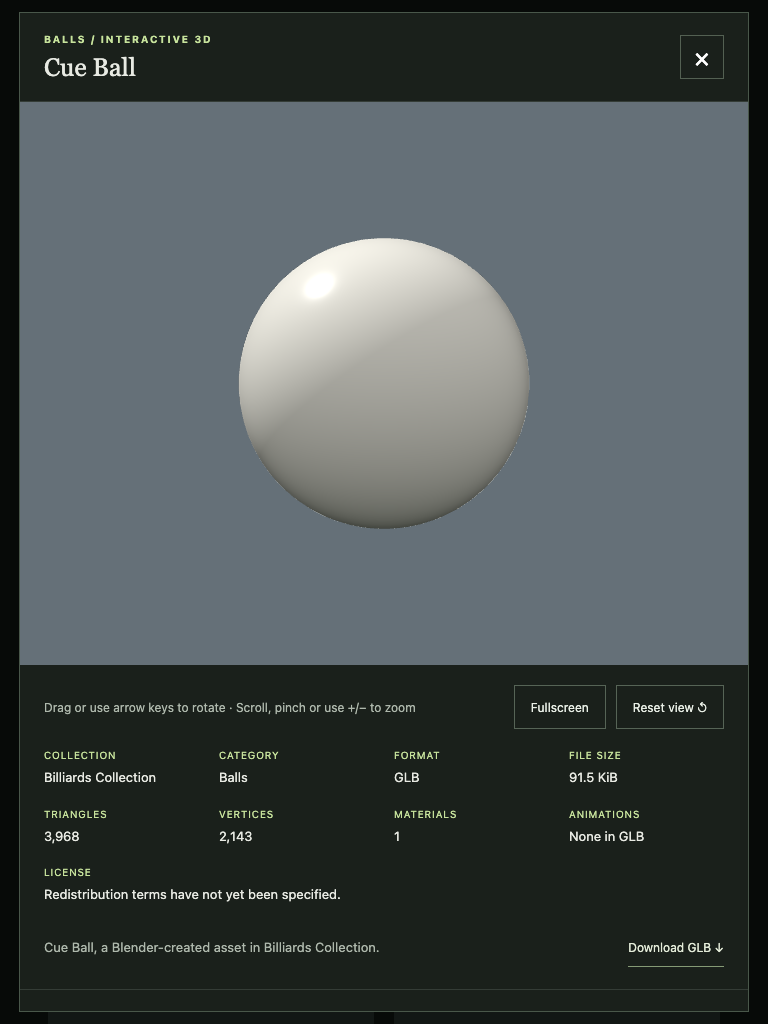 BALLS / INTERACTIVE 3D
Cue Ball
×
Drag or use arrow keys to rotate · Scroll, pinch or use +/− to zoom
Fullscreen
Reset view ↺
COLLECTION
Billiards Collection
CATEGORY
Balls
FORMAT
GLB
FILE SIZE
91.5 KiB
TRIANGLES
3,968
VERTICES
2,143
MATERIALS
1
ANIMATIONS
None in GLB
LICENSE
Redistribution terms have not yet been specified.
Cue Ball, a Blender-created asset in Billiards Collection.
Download GLB ↓